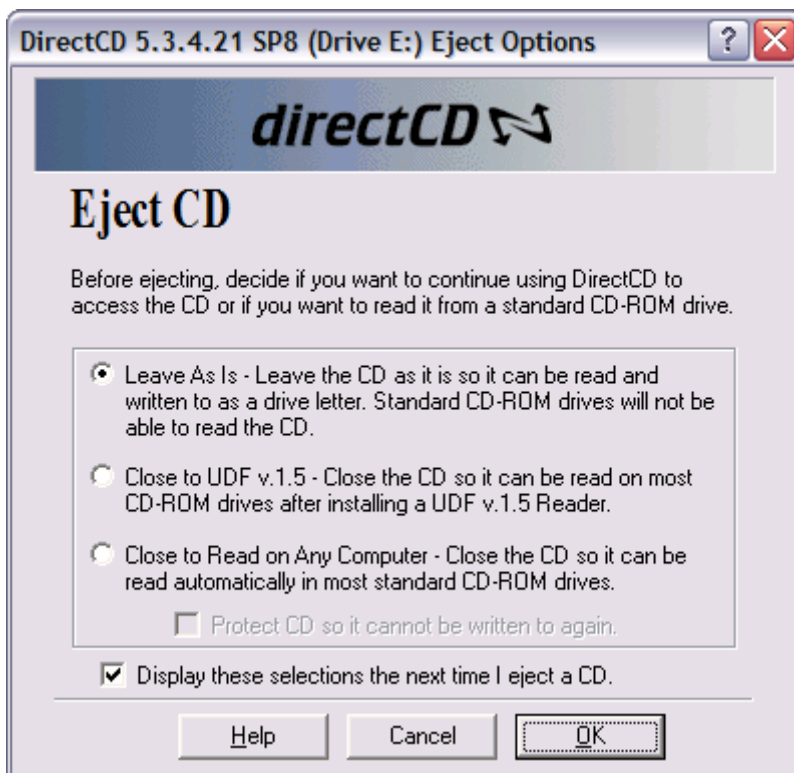 DirectCD 5.3.4.21 SP8 (Drive E:) Eject Options
directCD
Eject CD
Before ejecting, decide if you want to continue using DirectCD to
access the CD or if you want to read it from a standard CD-ROM drive.
Leave As Is - Leave the CD as it is so it can be read and
written to as a drive letter. Standard CD-ROM drives will not be
able to read the CD.
Close to UDF v.1.5 - Close the CD so it can be read on most
CD-ROM drives after installing a UDF v.1.5 Reader.
Close to Read on Any Computer - Close the CD so it can be
read automatically in most standard CD-ROM drives.
Protect CD so it cannot be written to again.
Display these selections the next time I eject a CD.
Help Cancel OK